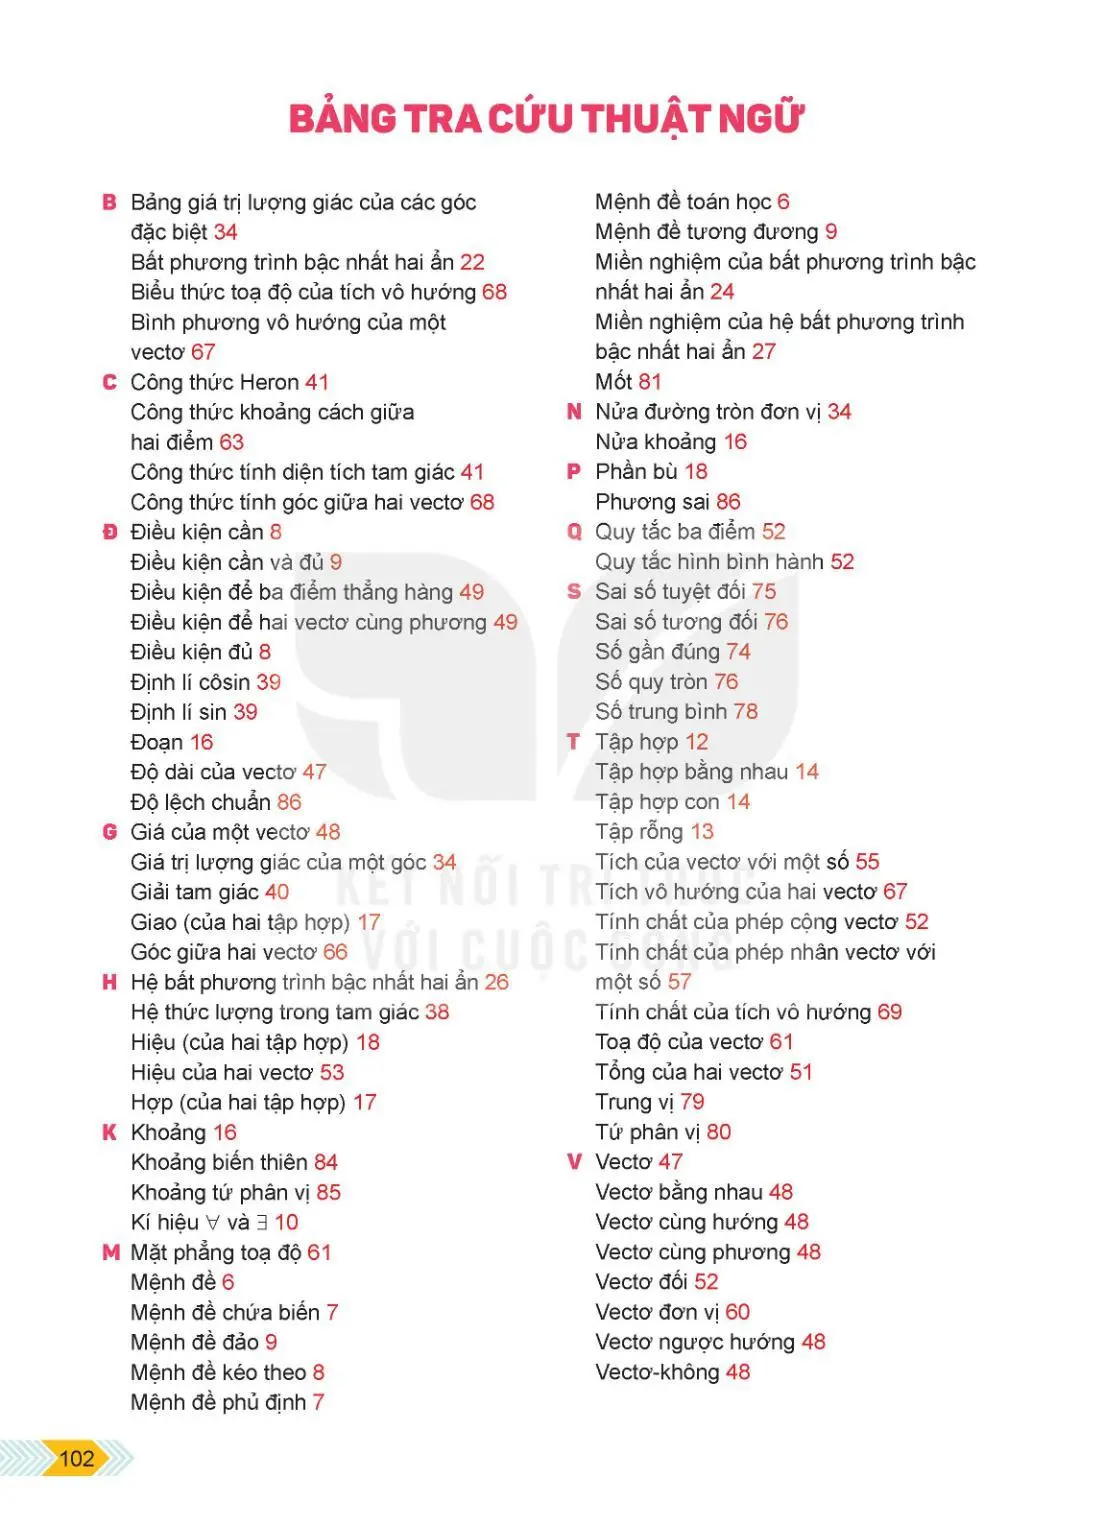 BẢNG TRA CỨU THUẬT NGỮ
B Bảng giá trị lượng giác của các góc
đặc biệt 34
Bất phương trình bậc nhất hai ẩn 22
Biểu thức toạ độ của tích vô hướng 68
Bình phương vô hướng của một
vectơ 67
C Công thức Heron 41
Công thức khoảng cách giữa
hai điểm 63
Công thức tính diện tích tam giác 41
Công thức tính góc giữa hai vectơ 68
Đ Điều kiện cần 8
Điều kiện cần và đủ 9
Điều kiện để ba điểm thẳng hàng 49
Điều kiện để hai vectơ cùng phương 49
Điều kiện đủ 8
Định lí côsin 39
Định lí sin 39
Đoạn 16
Độ dài của vectơ 47
Độ lệch chuẩn 86
G Giá của một vectơ 48
Giá trị lượng giác của một góc 34
Giải tam giác 40
Giao (của hai tập hợp) 17
Góc giữa hai vectơ 66
H Hệ bất phương trình bậc nhất hai ẩn 26
Hệ thức lượng trong tam giác 38
Hiệu (của hai tập hợp) 18
Hiệu của hai vectơ 53
Hợp (của hai tập hợp) 17
K Khoảng 16
Khoảng biến thiên 84
Khoảng tứ phân vị 85
Kí hiệu ∀ và ∃ 10
M Mặt phẳng toạ độ 61
Mệnh đề 6
Mệnh đề chứa biến 7
Mệnh đề đảo 9
Mệnh đề kéo theo 8
Mệnh đề phủ định 7
Mệnh đề toán học 6
Mệnh đề tương đương 9
Miền nghiệm của bất phương trình bậc
nhất hai ẩn 24
Miền nghiệm của hệ bất phương trình
bậc nhất hai ẩn 27
Mốt 81
N Nửa đường tròn đơn vị 34
Nửa khoảng 16
P Phần bù 18
Phương sai 86
Q Quy tắc ba điểm 52
Quy tắc hình bình hành 52
S Sai số tuyệt đối 75
Sai số tương đối 76
Số gần đúng 74
Số quy tròn 76
Số trung bình 78
T Tập hợp 12
Tập hợp bằng nhau 14
Tập hợp con 14
Tập rỗng 13
Tích của vectơ với một số 55
Tích vô hướng của hai vectơ 67
Tính chất của phép cộng vectơ 52
Tính chất của phép nhân vectơ với
một số 57
Tính chất của tích vô hướng 69
Toạ độ của vectơ 61
Tổng của hai vectơ 51
Trung vị 79
Tứ phân vị 80
V Vectơ 47
Vectơ bằng nhau 48
Vectơ cùng hướng 48
Vectơ cùng phương 48
Vectơ đối 52
Vectơ đơn vị 60
Vectơ ngược hướng 48
Vectơ-không 48
KẾT NỐI TRI THỨC
VỚI CUỘC SỐNG
102